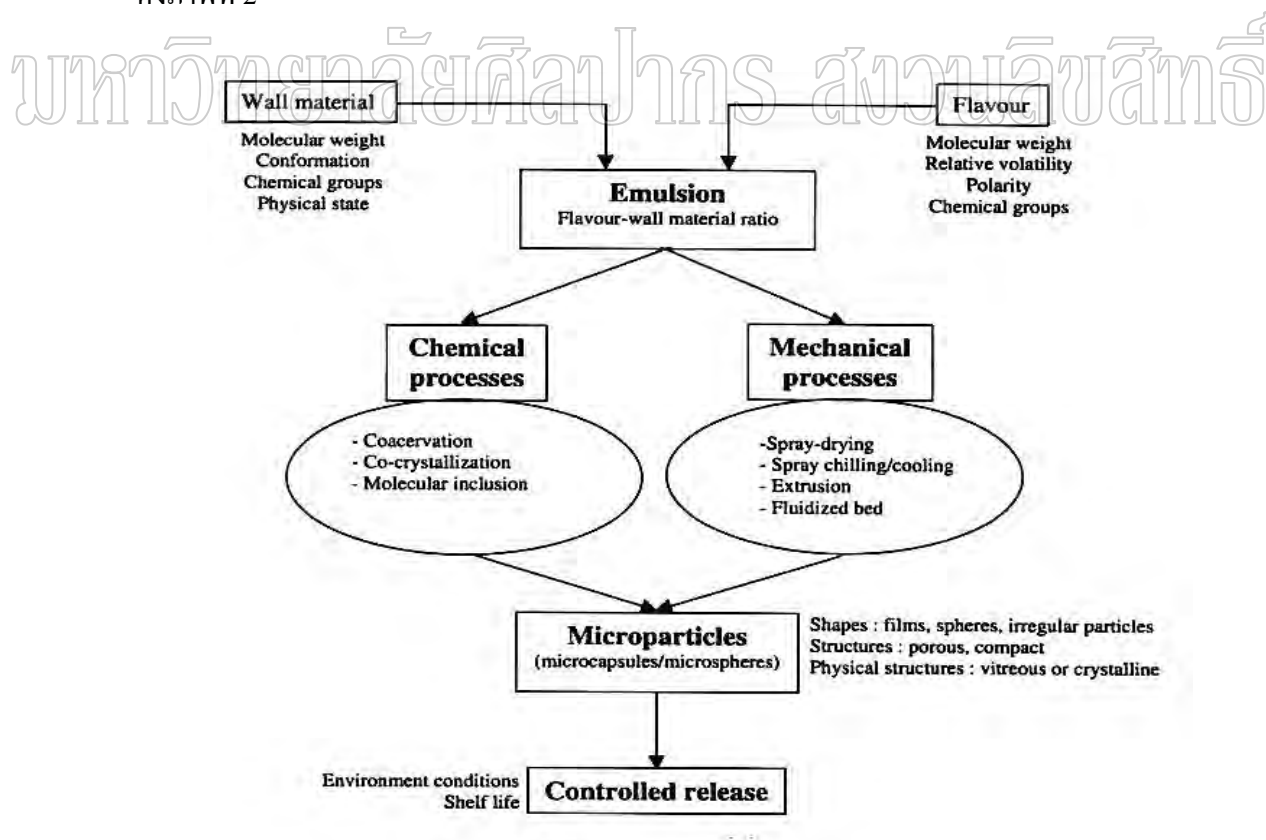 มหาวิทยาลัยศิลปากร สงวนลิขสิทธิ์
Wall material
Flavour
Molecular weight
Conformation
Chemical groups
Physical state
Molecular weight
Relative volatility
Polarity
Chemical groups
Emulsion
Flavour-wall material ratio
Chemical
processes
Mechanical
processes
- Coacervation
- Co-crystallization
- Molecular inclusion
-Spray-drying
- Spray chilling/cooling
- Extrusion
- Fluidized bed
Microparticles
(microcapsules/microspheres)
Shapes : films, spheres, irregular particles
Structures : porous, compact
Physical structures : vitreous or crystalline
Environment conditions
Shelf life
Controlled release